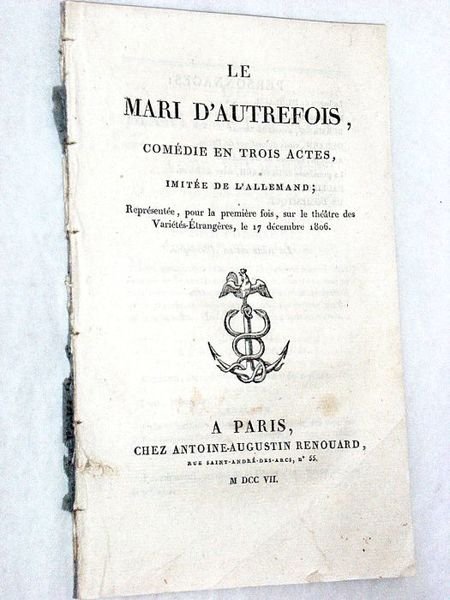 LE
MARI D'AUTREFOIS,
COMÉDIE EN TROIS ACTES,
IMITÉE DE L'ALLEMAND;
Représentée, pour la première fois, sur le théâtre des
Variétés-Étrangères, le 17 décembre 1806.
A PARIS,
CHEZ ANTOINE-AUGUSTIN RENOUARD,
RUE SAINT-ANDRÉ-DES-ARCS, N° 55.
M DCC VII.